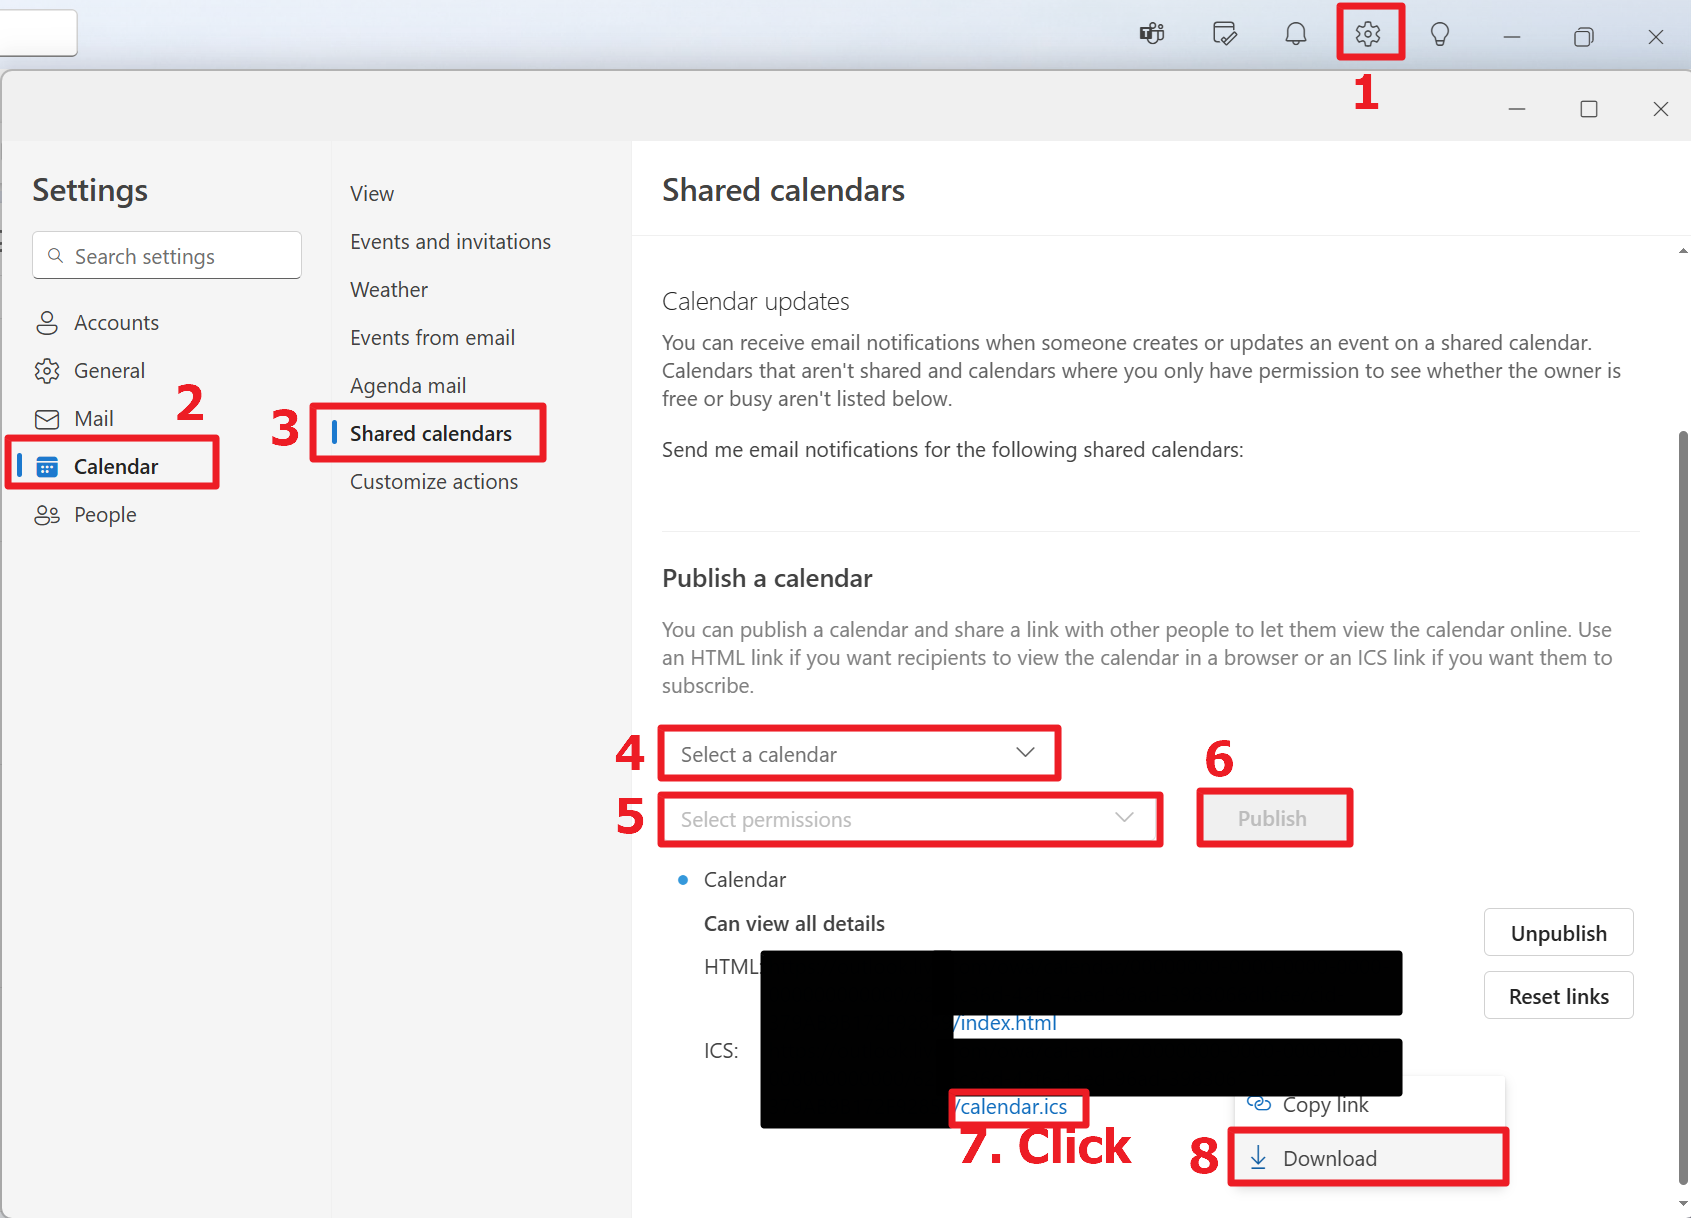 1
Settings
Search settings
Accounts
General
2
Mail
Calendar
People
View
Events and invitations
Weather
Events from email
Agenda mail
3
Shared calendars
Customize actions
Shared calendars
Calendar updates
You can receive email notifications when someone creates or updates an event on a shared calendar.
Calendars that aren't shared and calendars where you only have permission to see whether the owner is
free or busy aren't listed below.
Send me email notifications for the following shared calendars:
Publish a calendar
You can publish a calendar and share a link with other people to let them view the calendar online. Use
an HTML link if you want recipients to view the calendar in a browser or an ICS link if you want them to
subscribe.
4 Select a calendar
5 Select permissions
6
Publish
Calendar
Can view all details
Unpublish
HTML:
Reset links
/index.html
ICS:
/calendar.ics
Copy link
7. Click
8 Download